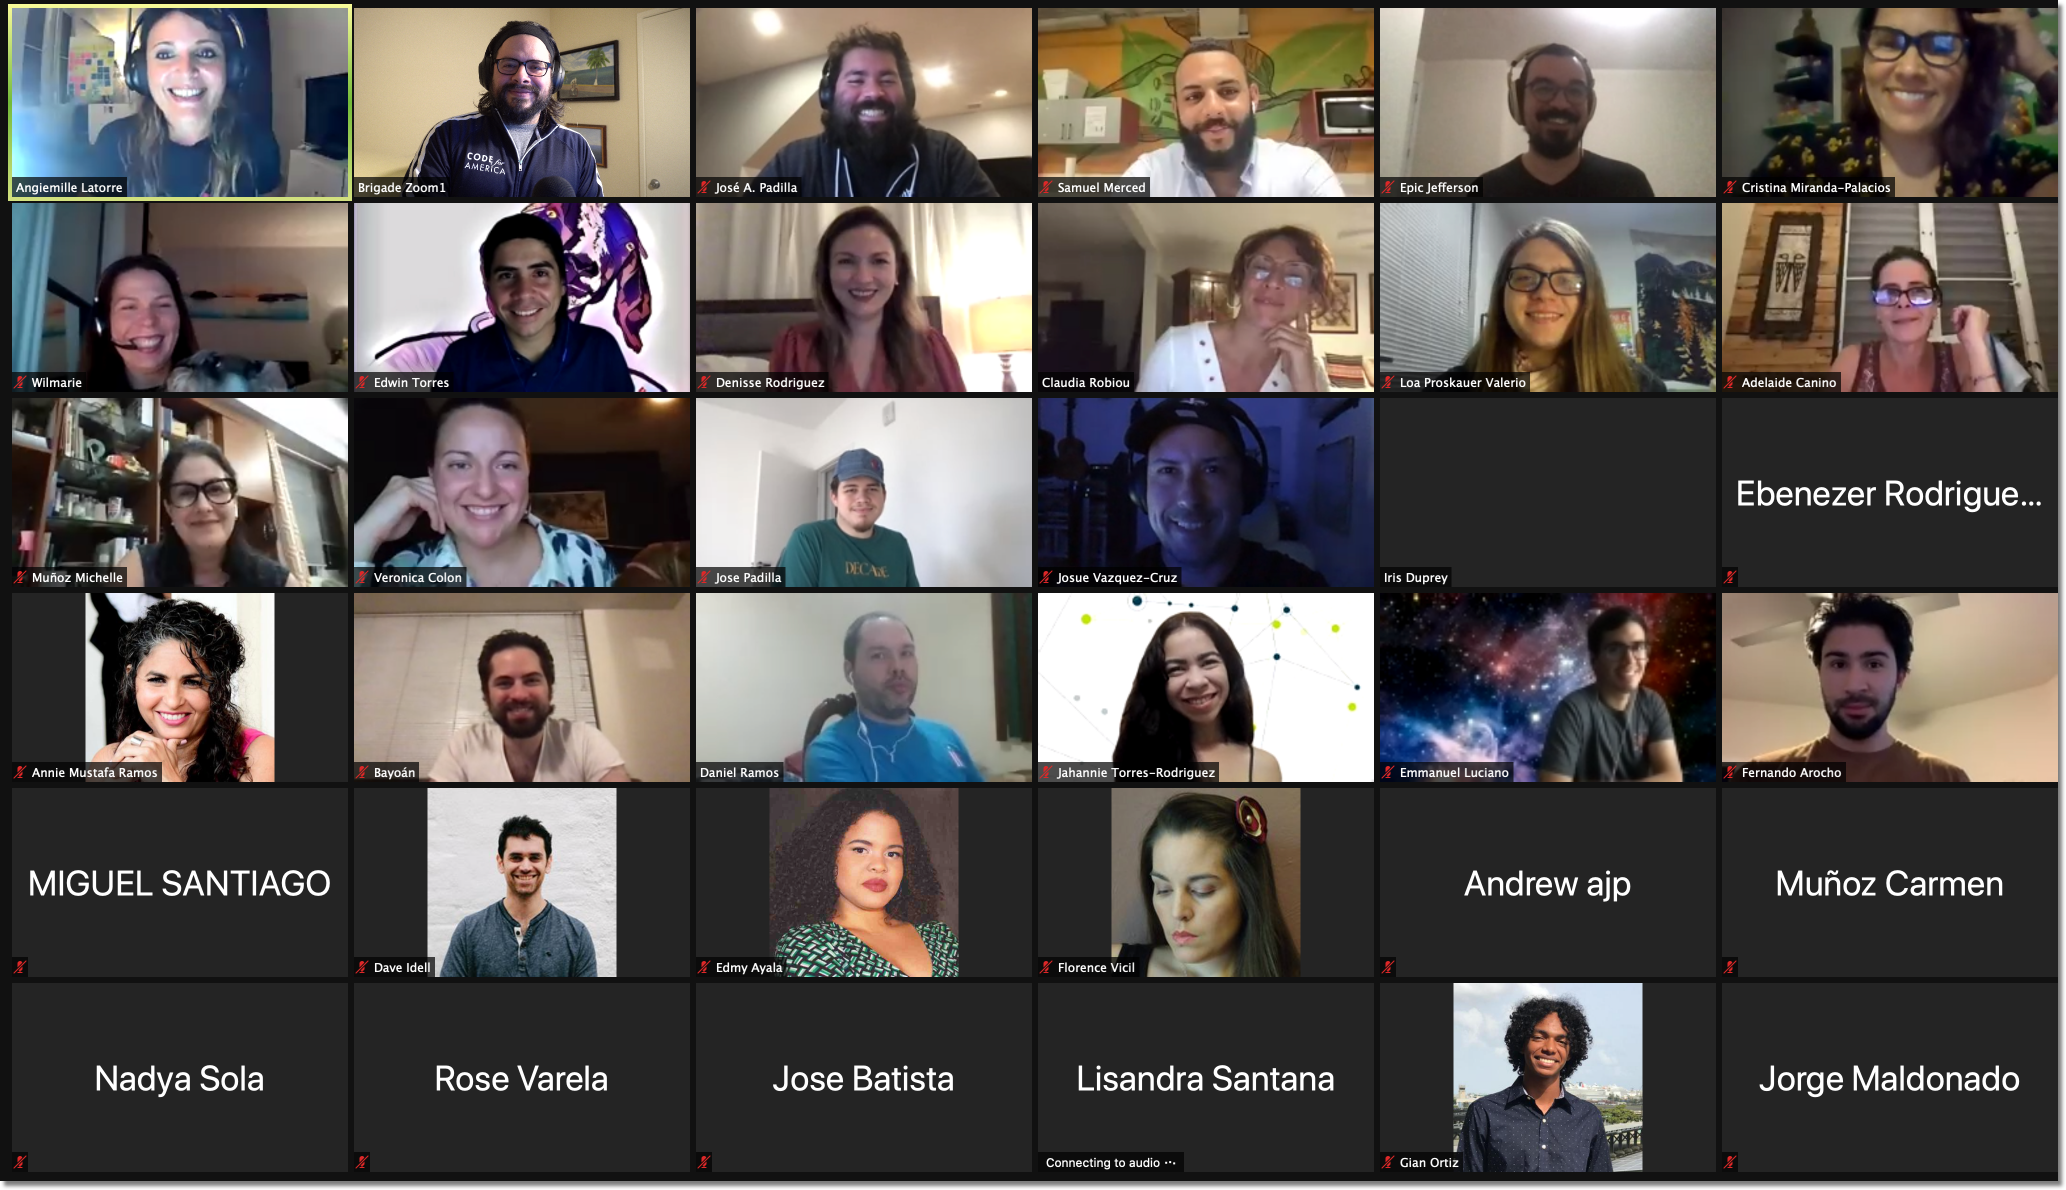 Angiemille Latorre
CODE for
AMERICA
Brigade Zoom1
José A. Padilla
Samuel Merced
Epic Jefferson
Cristina Miranda-Palacios
Wilmarie
Edwin Torres
Denisse Rodriguez
Claudia Robiou
Loa Proskauer Valerio
Adelaide Canino
Muñoz Michelle
Veronica Colon
DECADE
Jose Padilla
Josue Vazquez-Cruz
Iris Duprey
Ebenezer Rodrigue...
Annie Mustafa Ramos
Bayoán
Daniel Ramos
Jahannie Torres-Rodriguez
Emmanuel Luciano
Fernando Arocho
MIGUEL SANTIAGO
Dave Idell
Edmy Ayala
Florence Vicil
Andrew ajp
Muñoz Carmen
Nadya Sola
Rose Varela
Jose Batista
Lisandra Santana
Connecting to audio ···
Gian Ortiz
Jorge Maldonado